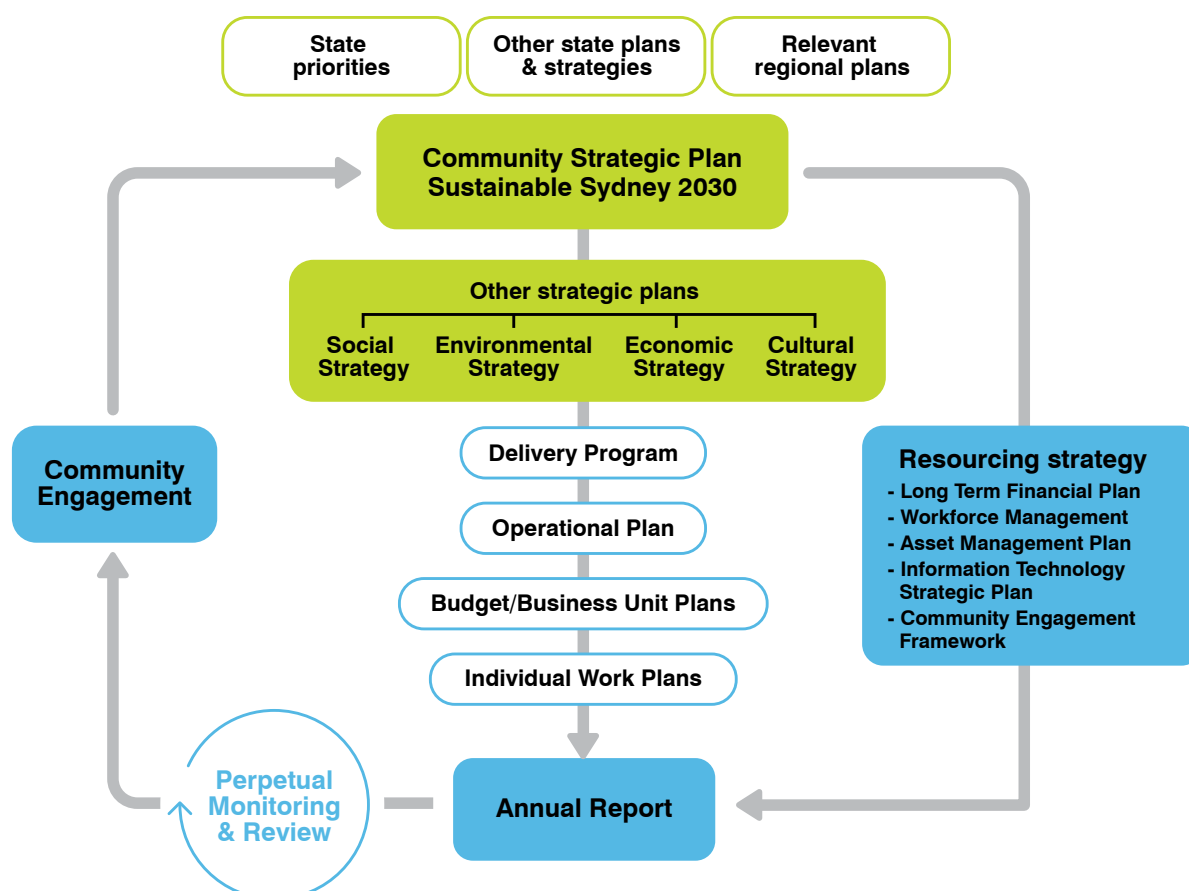 State
priorities
Other state plans
& strategies
Relevant
regional plans
Community Strategic Plan
Sustainable Sydney 2030
Other strategic plans
Social
Strategy
Environmental
Strategy
Economic
Strategy
Cultural
Strategy
Community
Engagement
Delivery Program
Operational Plan
Budget/Business Unit Plans
Individual Work Plans
Resourcing strategy
- Long Term Financial Plan
- Workforce Management
- Asset Management Plan
- Information Technology
Strategic Plan
- Community Engagement
Framework
Perpetual
Monitoring
& Review
Annual Report